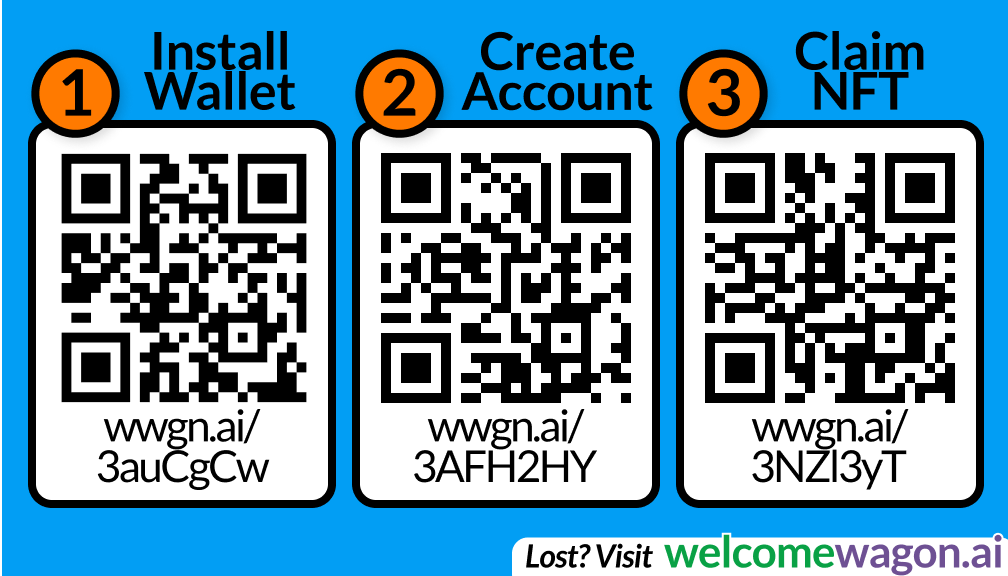 1
Install
Wallet
wwgn.ai/
3auCgCw
2
Create
Account
wwgn.ai/
3AFH2HY
3
Claim
NFT
wwgn.ai/
3NZl3yT
Lost? Visit welcomewagon.ai